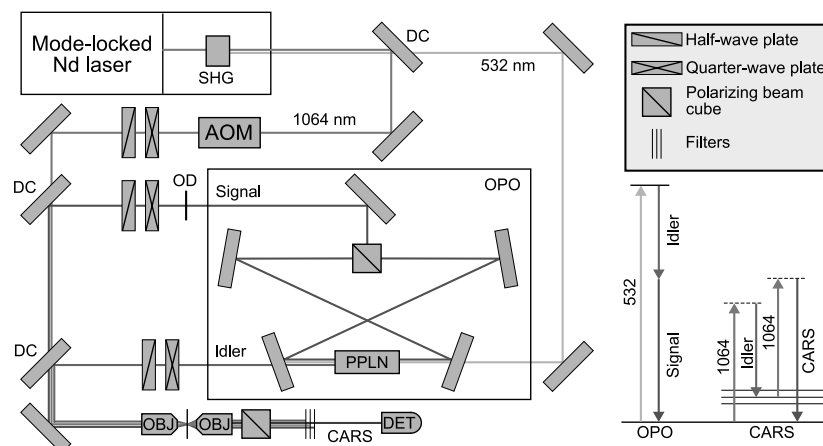 Mode-locked
Nd laser
SHG
DC
532 nm
AOM
1064 nm
DC
OD
Signal
OPO
DC
Idler
PPLN
OBJ
OBJ
CARS
DET
Half-wave plate
Quarter-wave plate
Polarizing beam
cube
Filters
532
Idler
Signal
1064
Idler
1064
CARS
OPO
CARS